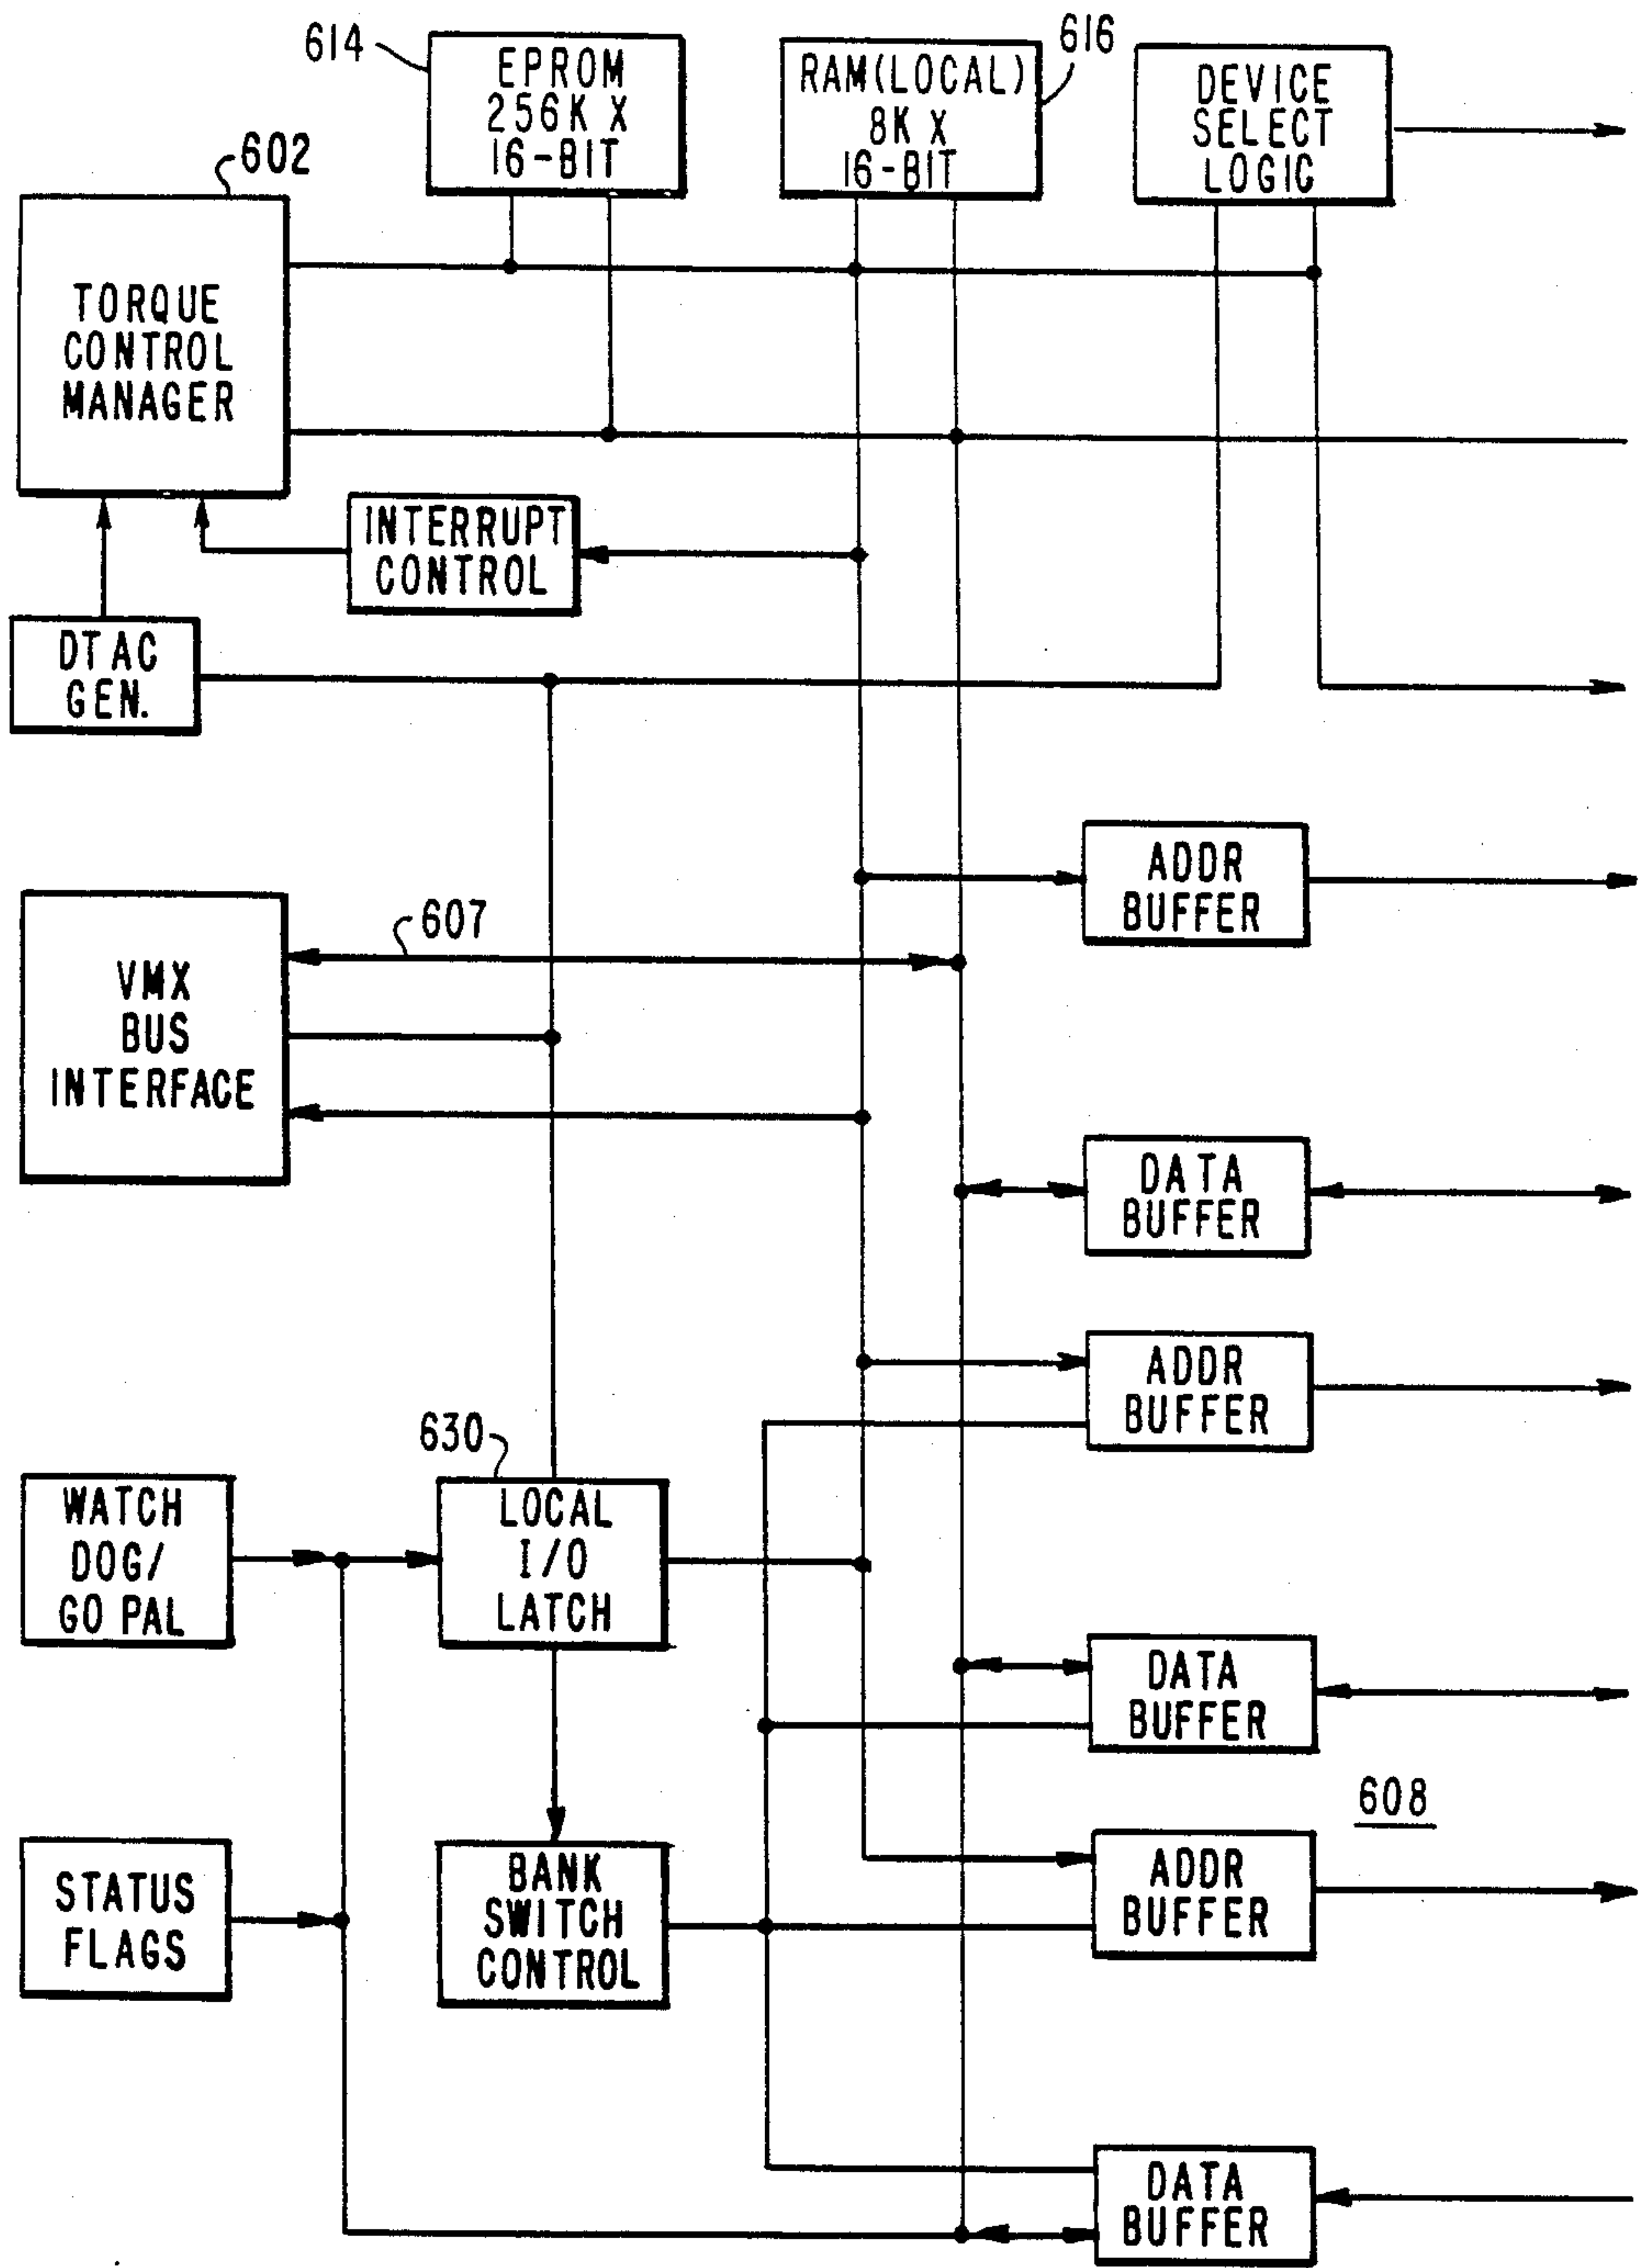 614
EPROM
256K X
16-BIT
RAM(LOCAL)
8K X
16-BIT
616
DEVICE
SELECT
LOGIC
602
TORQUE
CONTROL
MANAGER
INTERRUPT
CONTROL
DTAC
GEN.
ADDR
BUFFER
607
VMX
BUS
INTERFACE
DATA
BUFFER
ADDR
BUFFER
630
WATCH
DOG/
GO PAL
LOCAL
I/O
LATCH
DATA
BUFFER
608
STATUS
FLAGS
BANK
SWITCH
CONTROL
ADDR
BUFFER
DATA
BUFFER